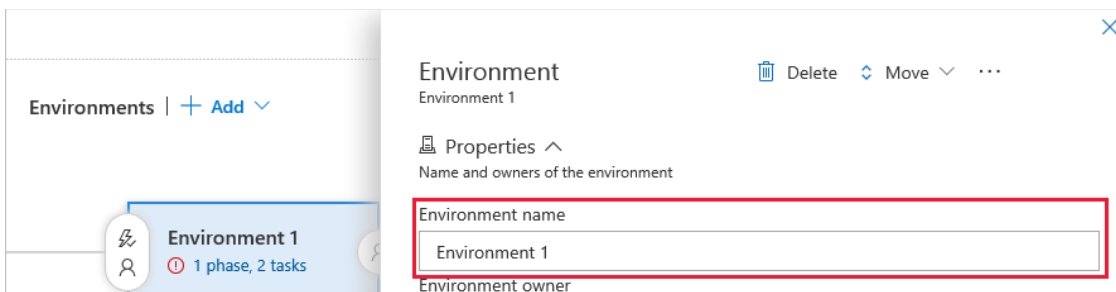 Environments | + Add
Environment 1
1 phase, 2 tasks
Environment
Delete
Move
...
Environment 1
Properties
Name and owners of the environment
Environment name
Environment 1
Environment owner